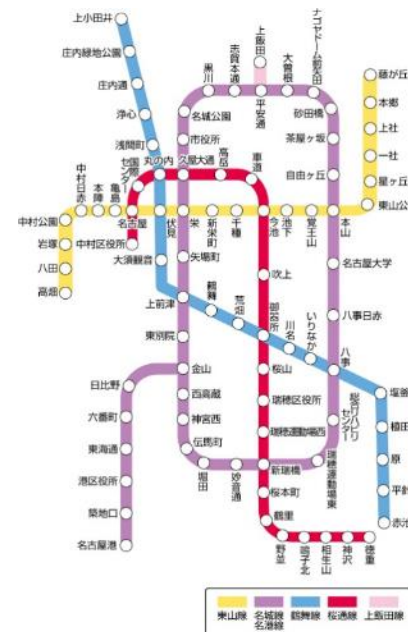 上小田井
庄内緑地公園
庄内通
浄心
浅間町
丸の内
国際センター
名古屋
中村区役所
亀島
本陣
中村日赤
中村公園
岩塚
八田
高畑
黒川
志賀本通
上飯田
平安通
大曽根
ナゴヤドーム前矢田
砂田橋
茶屋ヶ坂
自由ヶ丘
名城公園
市役所
久屋大通
高岳
車道
藤が丘
本郷
上社
一社
星ヶ丘
東山公
伏見
栄
新栄町
千種
今池
池下
覚王山
本山
大須観音
矢場町
吹上
名古屋大学
上前津
鶴舞
荒畑
御器所
川名
いりなか
八事日赤
八事
東別院
金山
日比野
六番町
東海通
港区役所
築地口
名古屋港
西高蔵
神宮西
伝馬町
堀田
妙音通
新瑞橋
瑞穂運動場東
総合リハビリセンター
桜山
瑞穂区役所
瑞穂運動場西
桜本町
鶴里
野並
鳴子北
相生山
神沢
徳重
塩釜
植田
原
平針
赤池
東山線
名城線
名港線
鶴舞線
桜通線
上飯田線